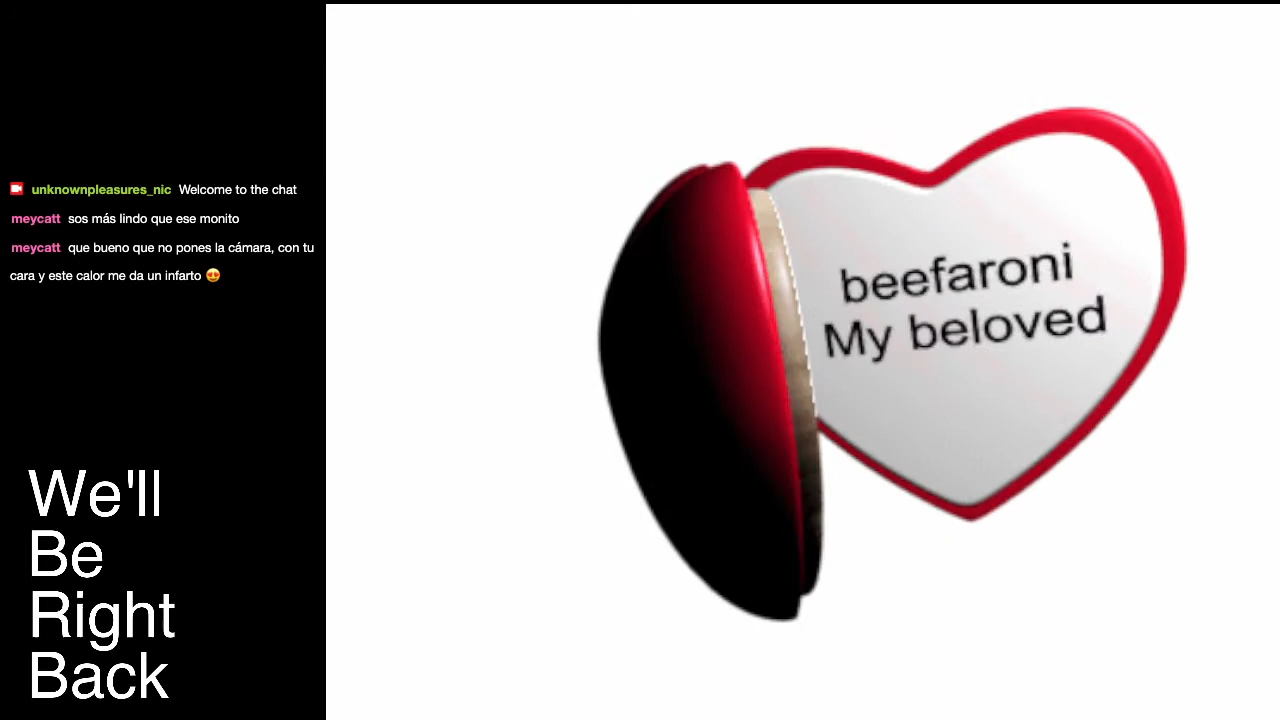 unknownpleasures_nic Welcome to the chat
meycatt sos más lindo que ese monito
meycatt que bueno que no pones la cámara, con tu
cara y este calor me da un infarto 😍
We'll
Be
Right
Back
beefaroni
My beloved